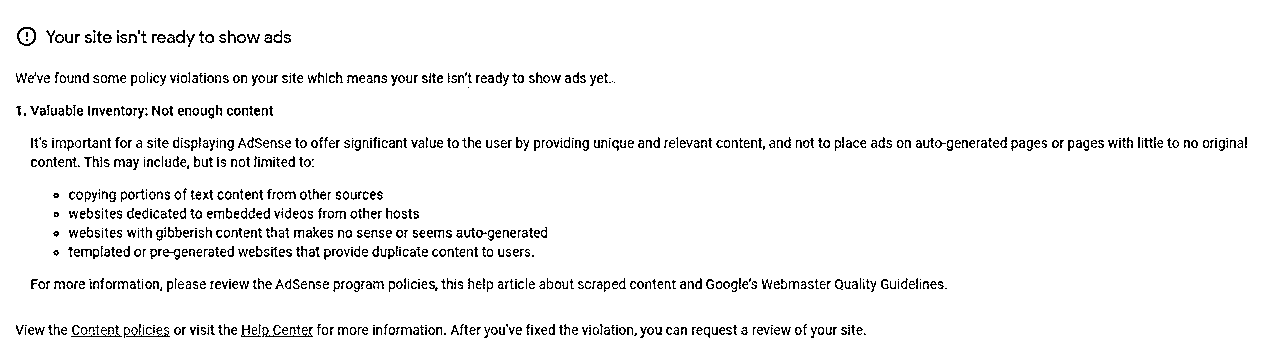 Your site isn't ready to show ads
We've found some policy violations on your site which means your site isn't ready to show ads yet..
1. Valuable Inventory: Not enough content
It's important for a site displaying AdSense to offer significant value to the user by providing unique and relevant content, and not to place ads on auto-generated pages or pages with little to no original
content. This may include, but is not limited to:
copying portions of text content from other sources
websites dedicated to embedded videos from other hosts
websites with gibberish content that makes no sense or seems auto-generated
templated or pre-generated websites that provide duplicate content to users.
For more information, please review the AdSense program policies, this help article about scraped content and Google's Webmaster Quality Guidelines.
View the Content policies or visit the Help Center for more information. After you've fixed the violation, you can request a review of your site.